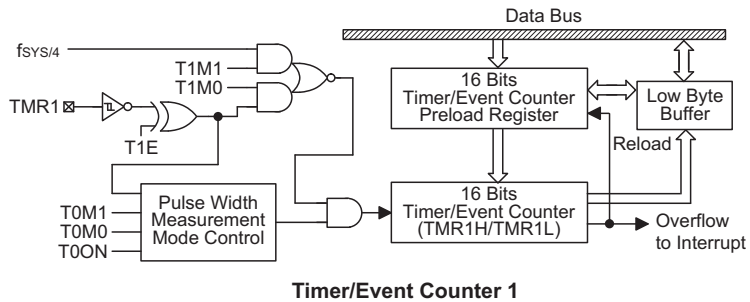 Data Bus
fSYS/4
T1M1
T1M0
TMR1
T1E
16 Bits
Timer/Event Counter
Preload Register
Low Byte
Buffer
Reload
T0M1
T0M0
T0ON
Pulse Width
Measurement
Mode Control
16 Bits
Timer/Event Counter
(TMR1H/TMR1L)
Overflow
to Interrupt
Timer/Event Counter 1